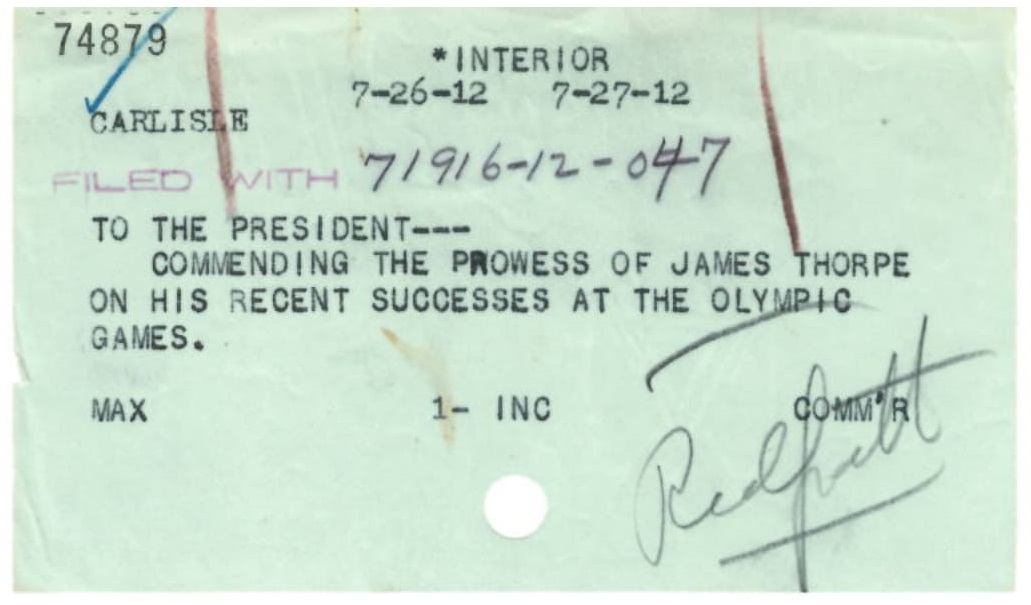 74879
*INTERIOR
7-26-12 7-27-12
CARLISLE
FILED WITH 71916-12-047
TO THE PRESIDENT----
COMMENDING THE PROWESS OF JAMES THORPE
ON HIS RECENT SUCCESSES AT THE OLYMPIC
GAMES.
MAX 1- INC COMM'R